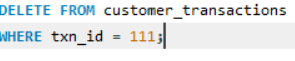 DELETE FROM customer_transactions
WHERE txn_id = 111;